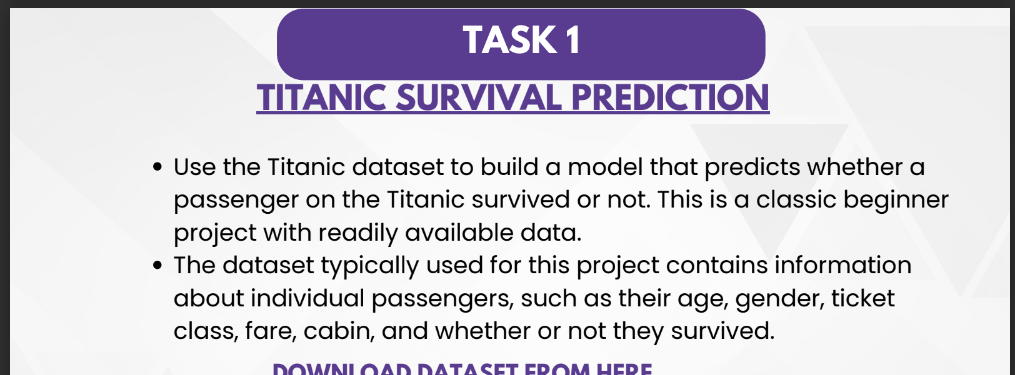 TASK 1
TITANIC SURVIVAL PREDICTION
• Use the Titanic dataset to build a model that predicts whether a
passenger on the Titanic survived or not. This is a classic beginner
project with readily available data.
• The dataset typically used for this project contains information
about individual passengers, such as their age, gender, ticket
class, fare, cabin, and whether or not they survived.
DOWNLOAD DATASET FROM HERE